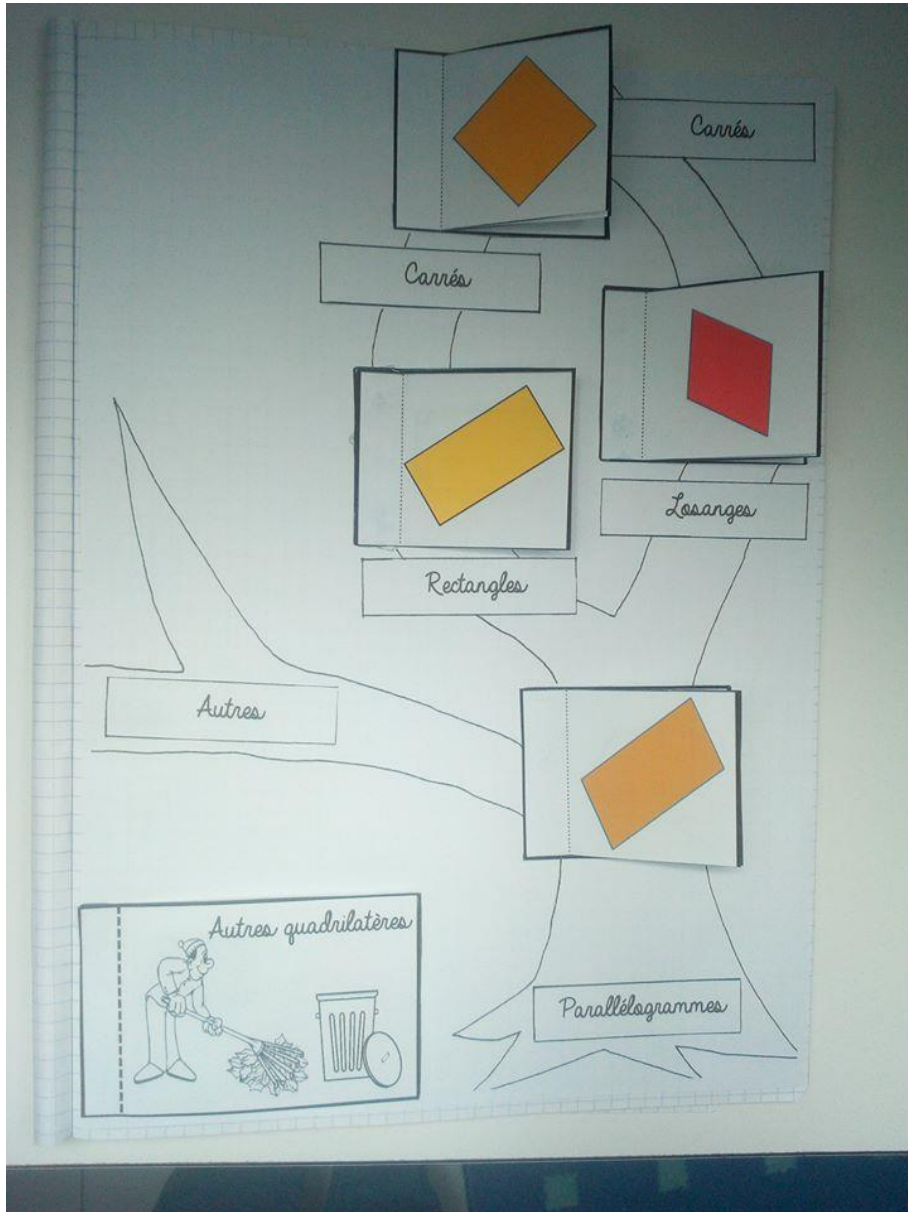 Carrés
Carrés
Losanges
Rectangles
Autres
Autres quadrilatères
Parallélogrammes